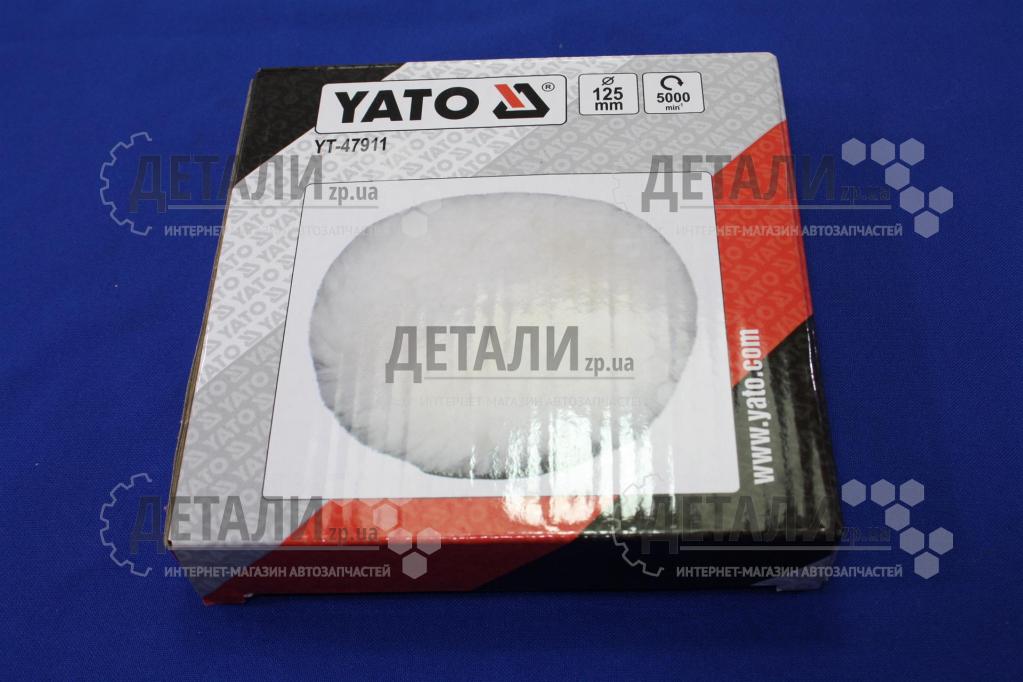 YATO ®
Ø 125 mm
5000 min⁻¹
YT-47911
ДЕТАЛИ zp.ua
ИНТЕРНЕТ-МАГАЗИН АВТОЗАПЧАСТЕЙ
ДЕТАЛИ zp.ua
ИНТЕРНЕТ-МАГАЗИН АВТОЗАПЧАСТЕЙ
ДЕТАЛИ zp.ua
ИНТЕРНЕТ-МАГАЗИН АВТОЗАПЧАСТЕЙ
www.yato.com
ДЕТАЛИ zp.ua
ИНТЕРНЕТ-МАГАЗИН АВТОЗАПЧАСТЕЙ
ДЕТАЛИ zp.ua
ИНТЕРНЕТ-МАГАЗИН АВТОЗАПЧАСТЕЙ